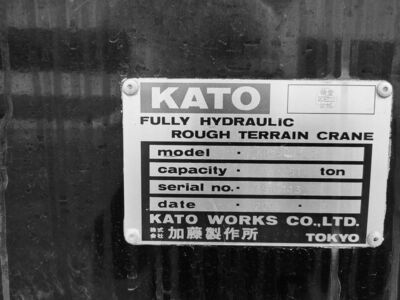 KATO
FULLY HYDRAULIC
ROUGH TERRAIN CRANE
model ・
capacity ・ ton
serial no. ・
date ・
KATO WORKS CO.,LTD.
株式会社 加藤製作所 TOKYO